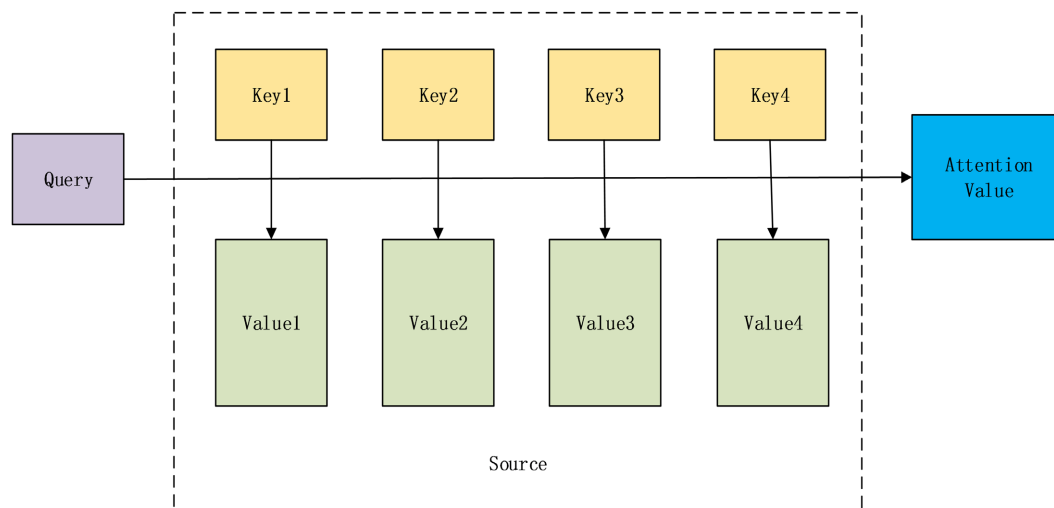 Key1
Key2
Key3
Key4
Query
Attention
Value
Value1
Value2
Value3
Value4
Source